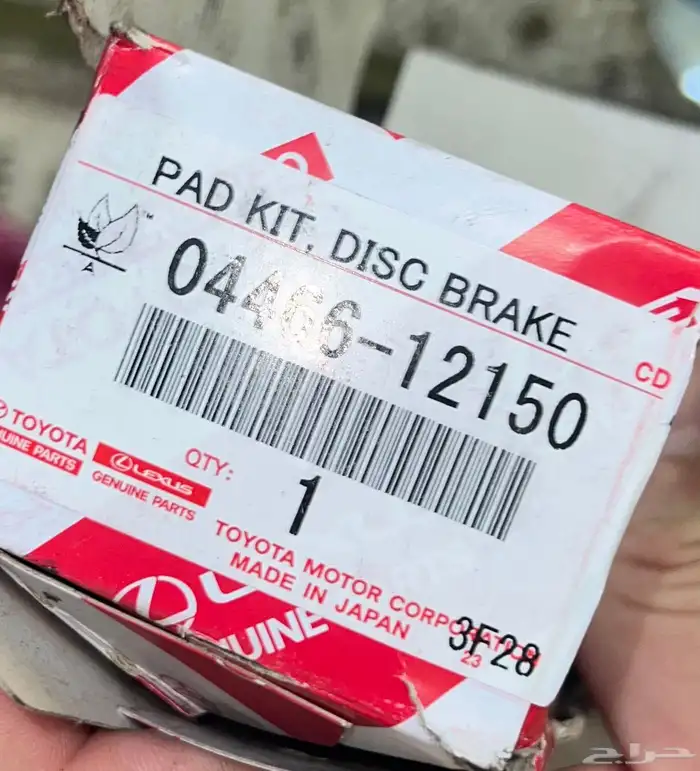 PAD KIT, DISC BRAKE
™
A
04466-12150
CD
TOYOTA
GENUINE PARTS
LEXUS
GENUINE PARTS
QTY:
1
TOYOTA MOTOR CORPORATION
MADE IN JAPAN
23
3F28
حراج